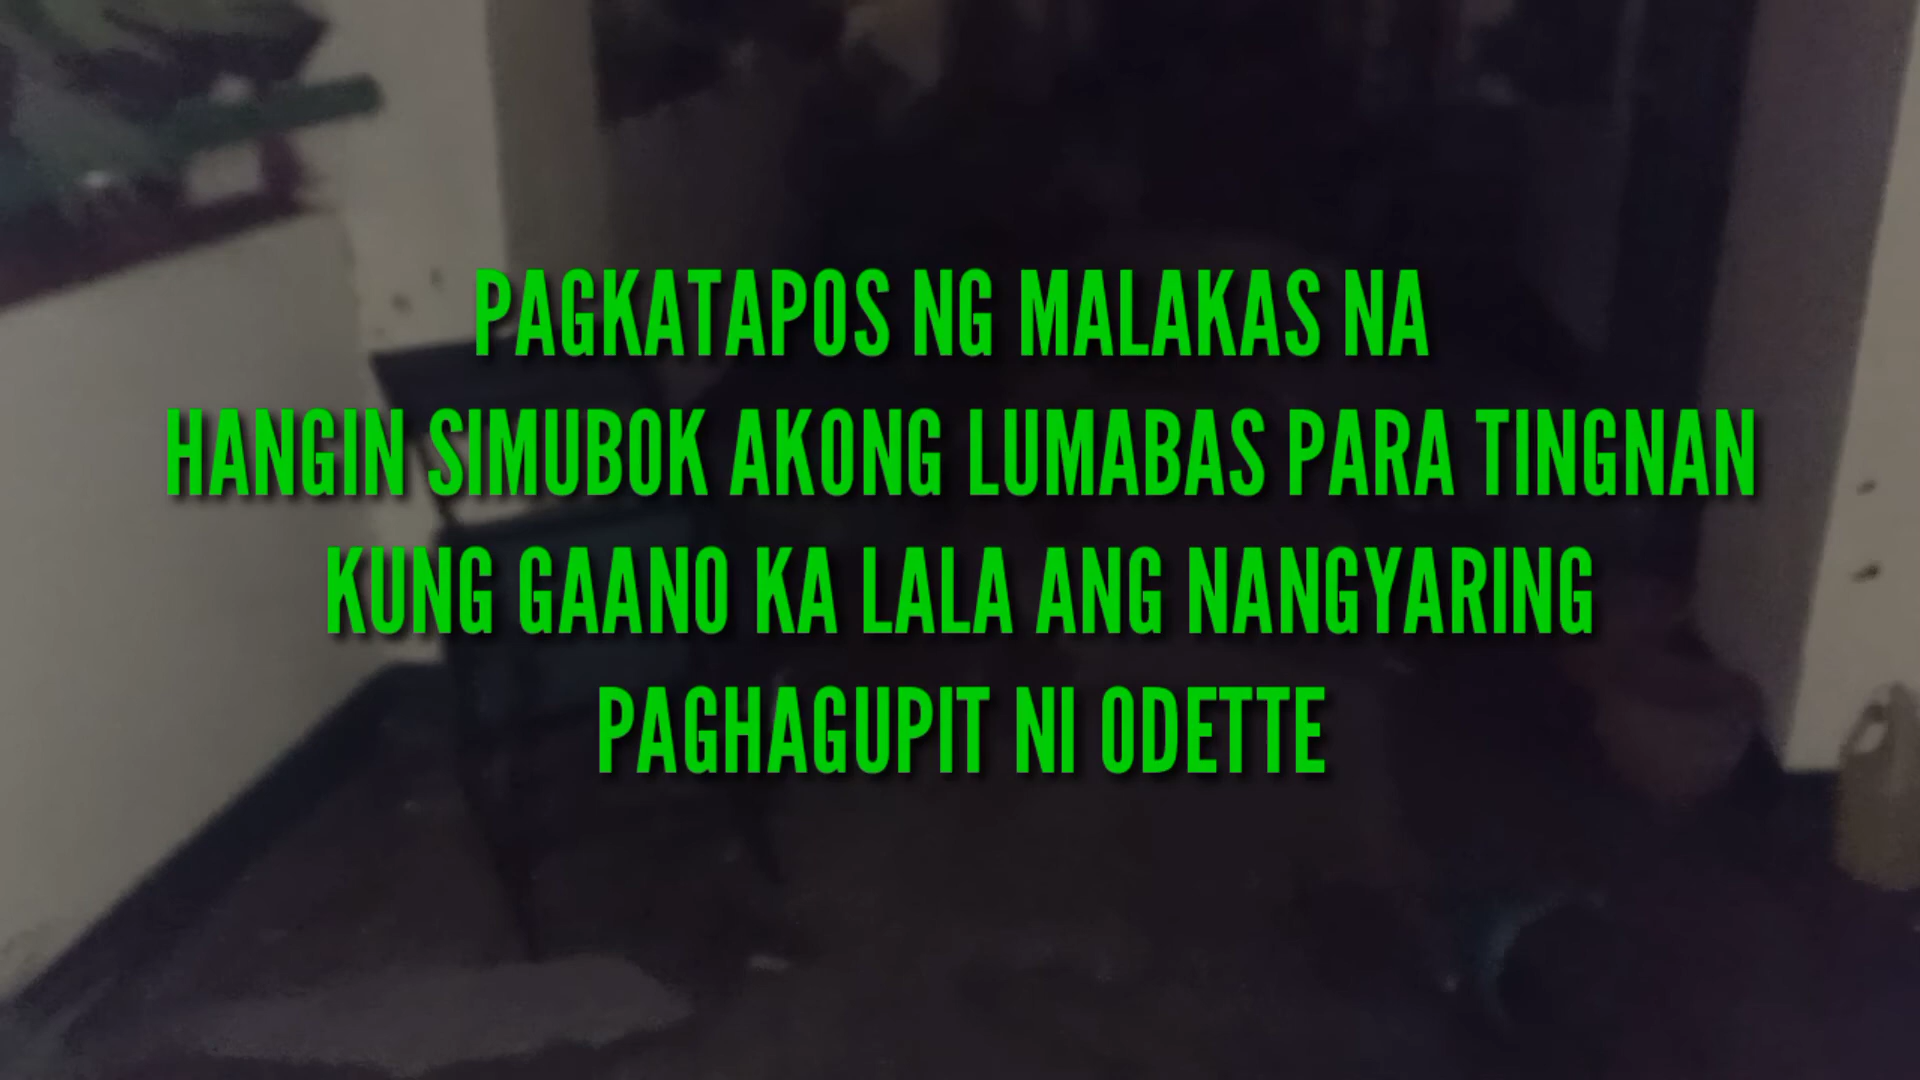 PAGKATAPOS NG MALAKAS NA
HANGIN SIMUBOK AKONG LUMABAS PARA TINGNAN
KUNG GAANO KA LALA ANG NANGYARING
PAGHAGUPIT NI ODETTE